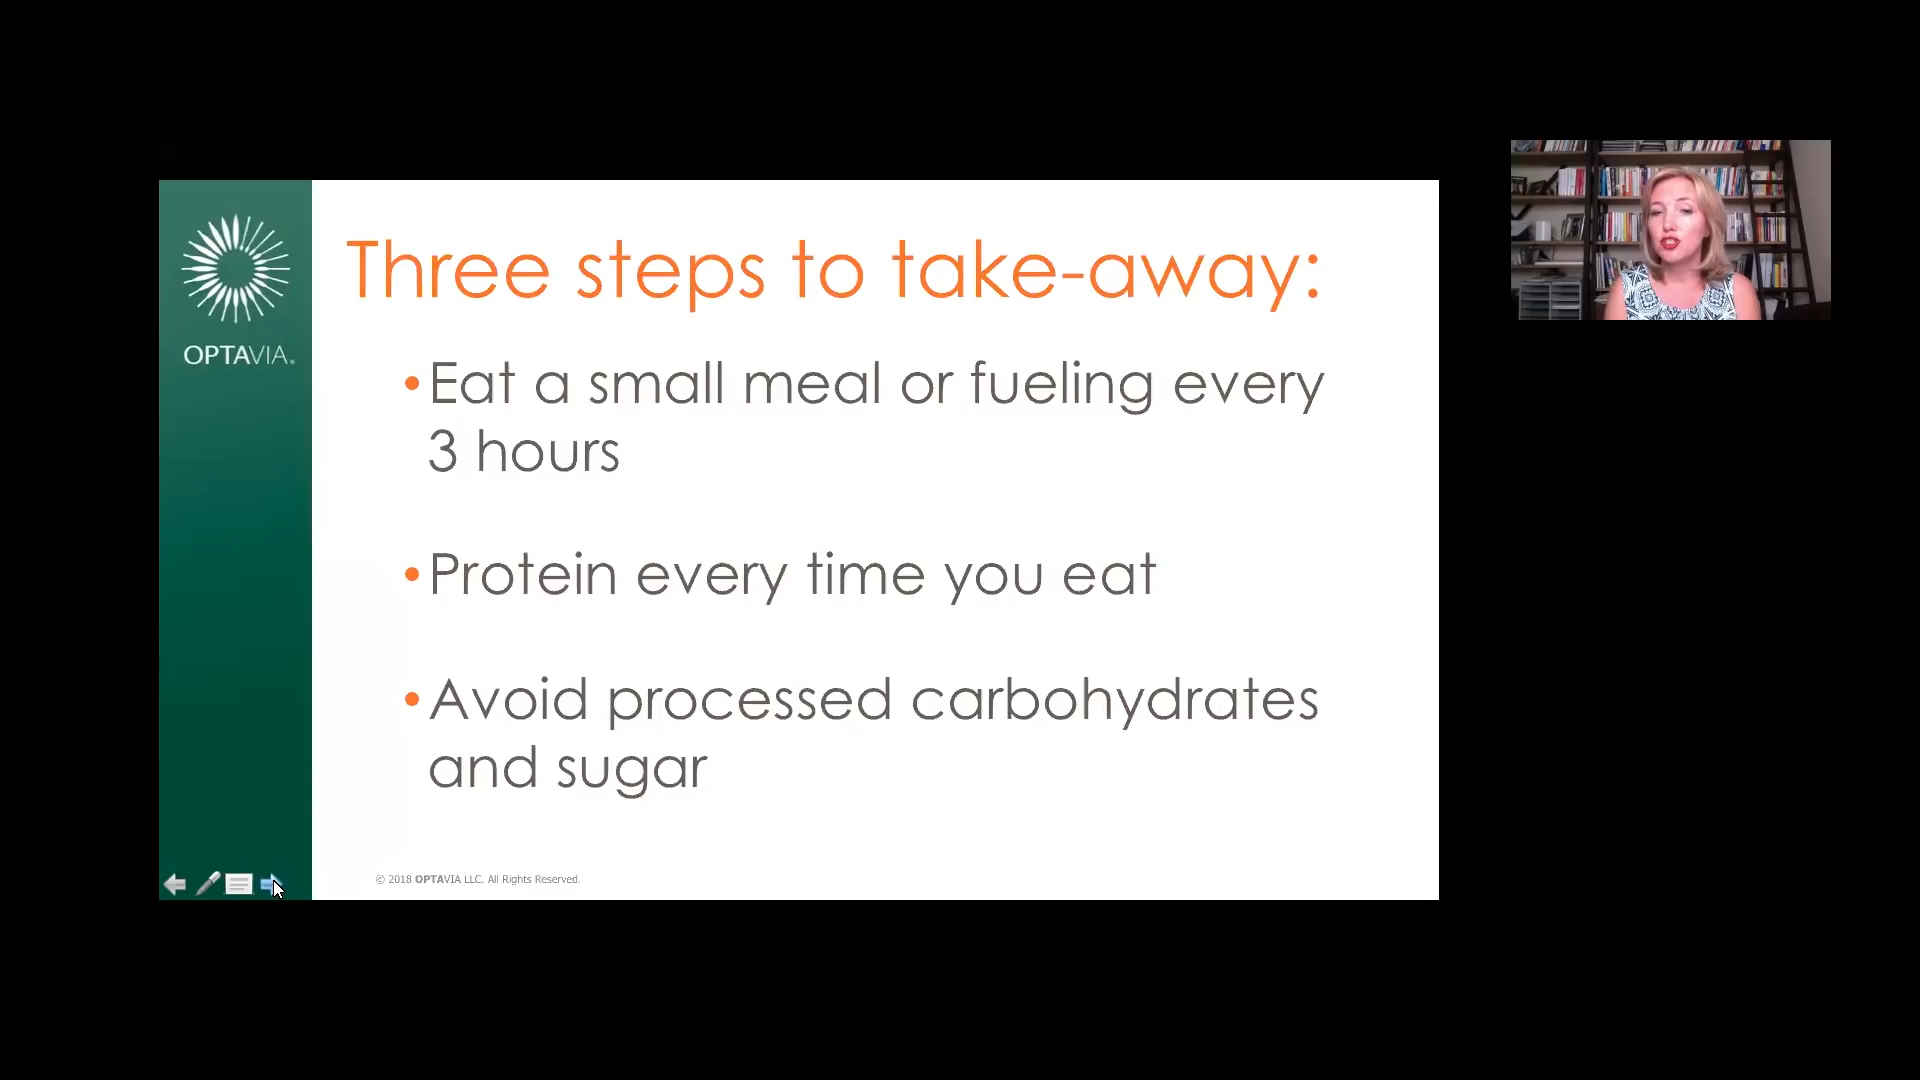 OPTAVIA.
Three steps to take-away:
•Eat a small meal or fueling every
3 hours
•Protein every time you eat
•Avoid processed carbohydrates
and sugar
© 2018 OPTAVIA LLC. All Rights Reserved.